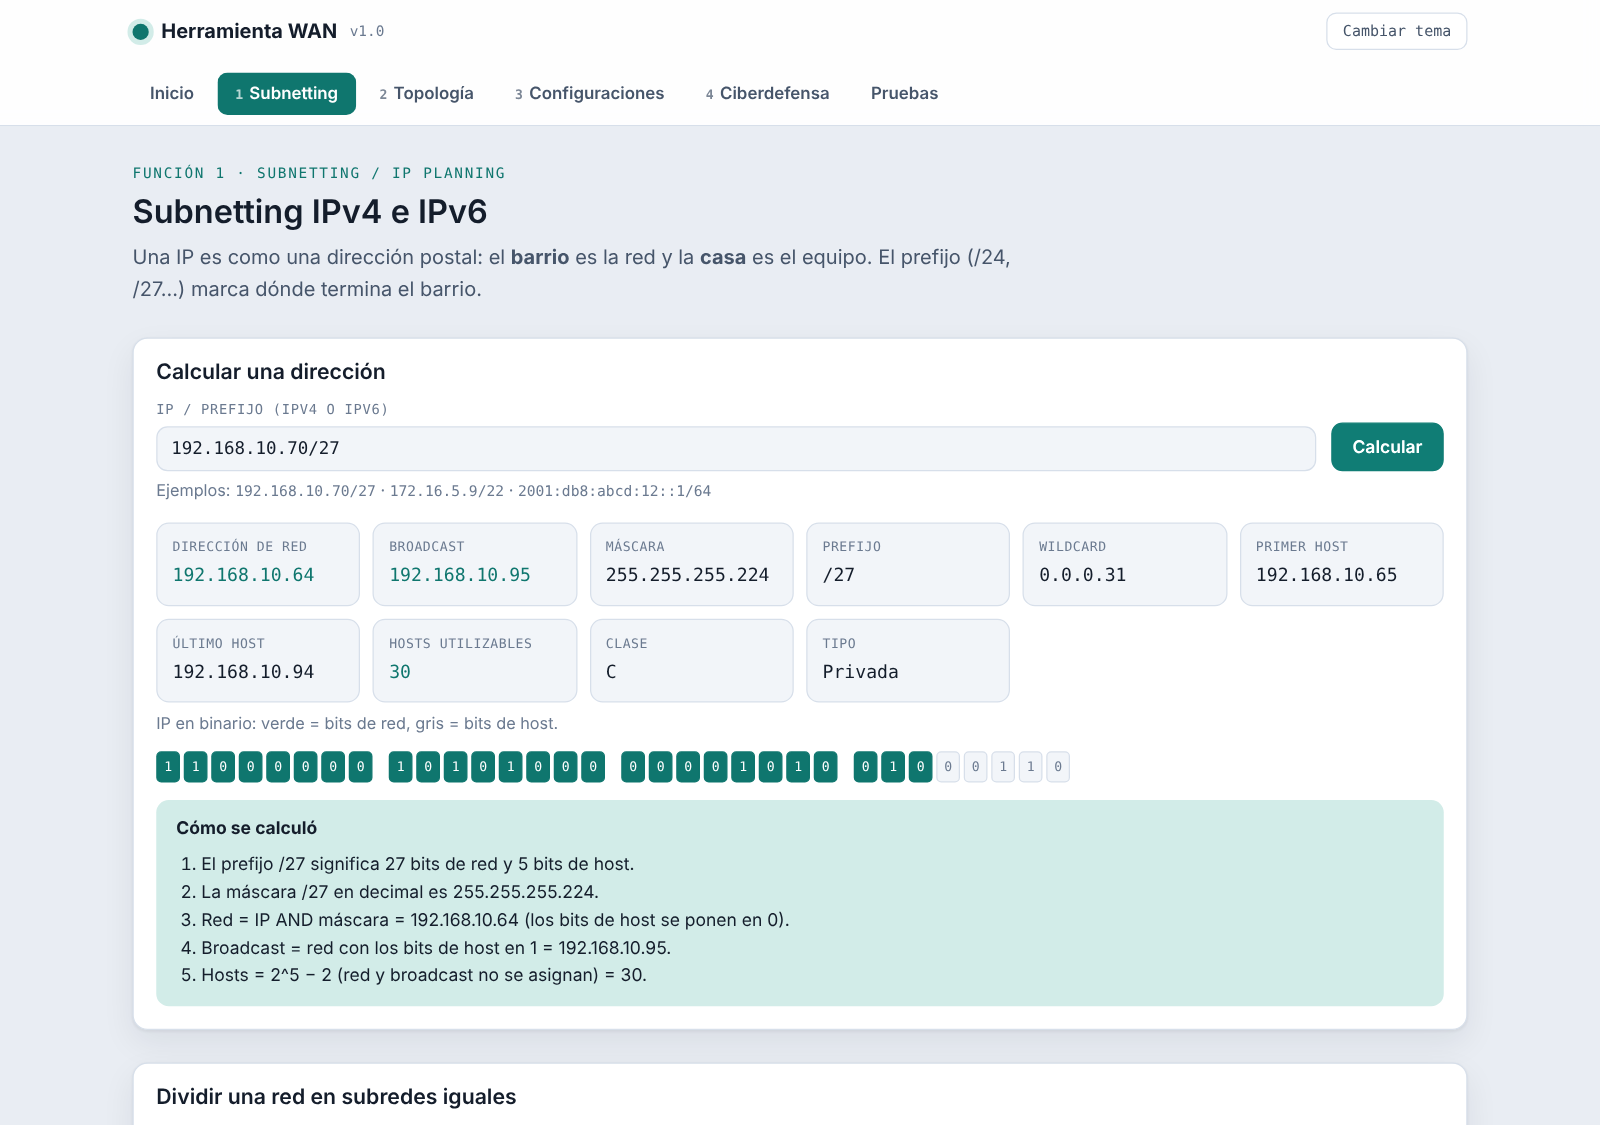 Herramienta WAN v1.0
Cambiar tema
Inicio
1 Subnetting
2 Topología
3 Configuraciones
4 Ciberdefensa
Pruebas
FUNCIÓN 1 · SUBNETTING / IP PLANNING
Subnetting IPv4 e IPv6
Una IP es como una dirección postal: el barrio es la red y la casa es el equipo. El prefijo (/24,
/27...) marca dónde termina el barrio.
Calcular una dirección
IP / PREFIJO (IPV4 O IPV6)
192.168.10.70/27
Calcular
Ejemplos: 192.168.10.70/27 · 172.16.5.9/22 · 2001:db8:abcd:12::1/64
DIRECCIÓN DE RED
192.168.10.64
BROADCAST
192.168.10.95
MÁSCARA
255.255.255.224
PREFIJO
/27
WILDCARD
0.0.0.31
PRIMER HOST
192.168.10.65
ÚLTIMO HOST
192.168.10.94
HOSTS UTILIZABLES
30
CLASE
C
TIPO
Privada
IP en binario: verde = bits de red, gris = bits de host.
1 1 0 0 0 0 0 0 1 0 1 0 1 0 0 0 0 0 0 0 1 0 1 0 0 1 0 0 0 1 1 0
Cómo se calculó
1. El prefijo /27 significa 27 bits de red y 5 bits de host.
2. La máscara /27 en decimal es 255.255.255.224.
3. Red = IP AND máscara = 192.168.10.64 (los bits de host se ponen en 0).
4. Broadcast = red con los bits de host en 1 = 192.168.10.95.
5. Hosts = 2^5 − 2 (red y broadcast no se asignan) = 30.
Dividir una red en subredes iguales